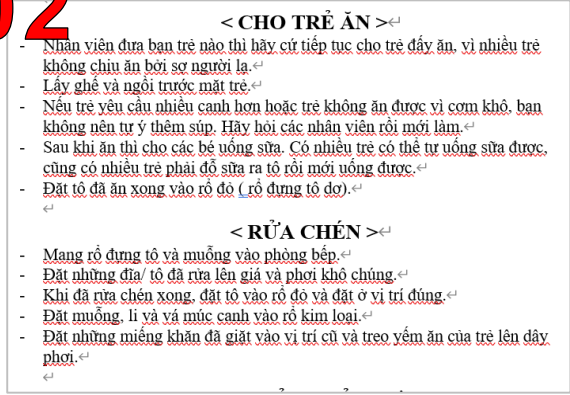 02
< CHO TRẺ ĂN >
- Nhân viên đưa bạn trẻ nào thì hãy cứ tiếp tục cho trẻ đấy ăn, vì nhiều trẻ
không chịu ăn bởi sợ người lạ.
- Lấy ghế và ngồi trước mặt trẻ.
- Nếu trẻ yêu cầu nhiều canh hơn hoặc trẻ không ăn được vì cơm khô, bạn
không nên tự ý thêm súp. Hãy hỏi các nhân viên rồi mới làm.
- Sau khi ăn thì cho các bé uống sữa. Có nhiều trẻ có thể tự uống sữa được,
cũng có nhiều trẻ phải đỗ sữa ra tô rồi mới uống được.
- Đặt tô đã ăn xong vào rổ đỏ ( rổ đựng tô dơ).
< RỬA CHÉN >
- Mang rổ đựng tô và muỗng vào phòng bếp.
- Đặt những đĩa/ tô đã rửa lên giá và phơi khô chúng.
- Khi đã rửa chén xong, đặt tô vào rổ đỏ và đặt ở vị trí đúng.
- Đặt muỗng, li và vá múc canh vào rổ kim loại.
- Đặt những miếng khăn đã giặt vào vị trí cũ và treo yếm ăn của trẻ lên dây
phơi.